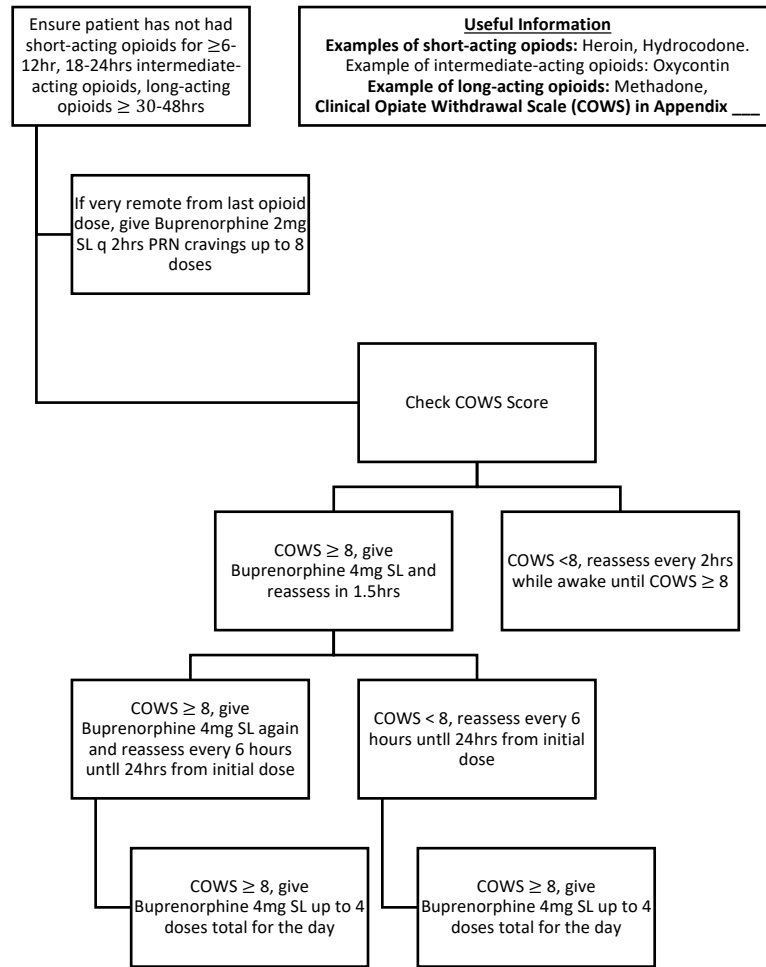 Ensure patient has not had
short-acting opioids for ≥6-
12hr, 18-24hrs intermediate-
acting opioids, long-acting
opioids ≥ 30-48hrs
Useful Information
Examples of short-acting opiods: Heroin, Hydrocodone.
Example of intermediate-acting opioids: Oxycontin
Example of long-acting opioids: Methadone,
Clinical Opiate Withdrawal Scale (COWS) in Appendix ___
If very remote from last opioid
dose, give Buprenorphine 2mg
SL q 2hrs PRN cravings up to 8
doses
Check COWS Score
COWS ≥ 8, give
Buprenorphine 4mg SL and
reassess in 1.5hrs
COWS <8, reassess every 2hrs
while awake until COWS ≥ 8
COWS ≥ 8, give
Buprenorphine 4mg SL again
and reassess every 6 hours
untll 24hrs from initial dose
COWS < 8, reassess every 6
hours untll 24hrs from initial
dose
COWS ≥ 8, give
Buprenorphine 4mg SL up to 4
doses total for the day
COWS ≥ 8, give
Buprenorphine 4mg SL up to 4
doses total for the day